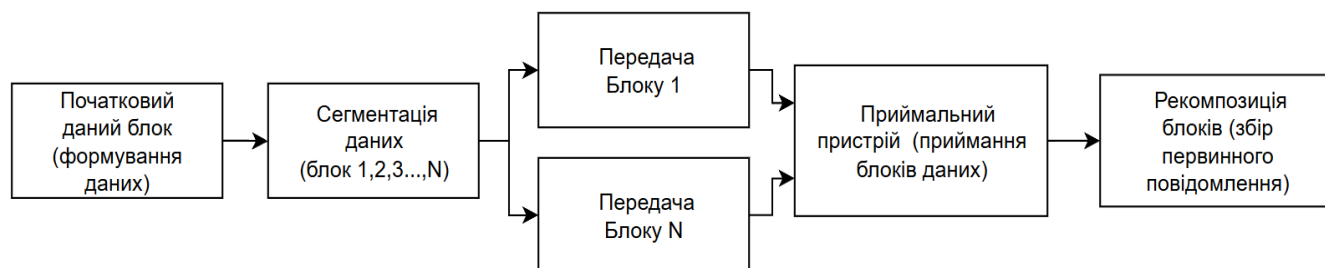 Початковий
даний блок
(формування
даних)
Сегментація
даних
(блок 1,2,3...,N)
Передача
Блоку 1
Передача
Блоку N
Приймальний
пристрій (приймання
блоків даних)
Рекомпозиція
блоків (збір
первинного
повідомлення)